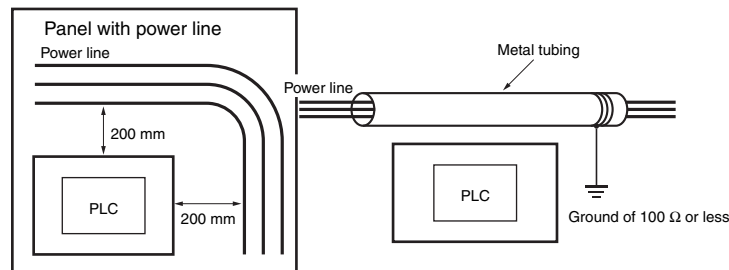 Panel with power line
Power line
200 mm
PLC
200 mm
Power line
Metal tubing
PLC
Ground of 100 Ω or less